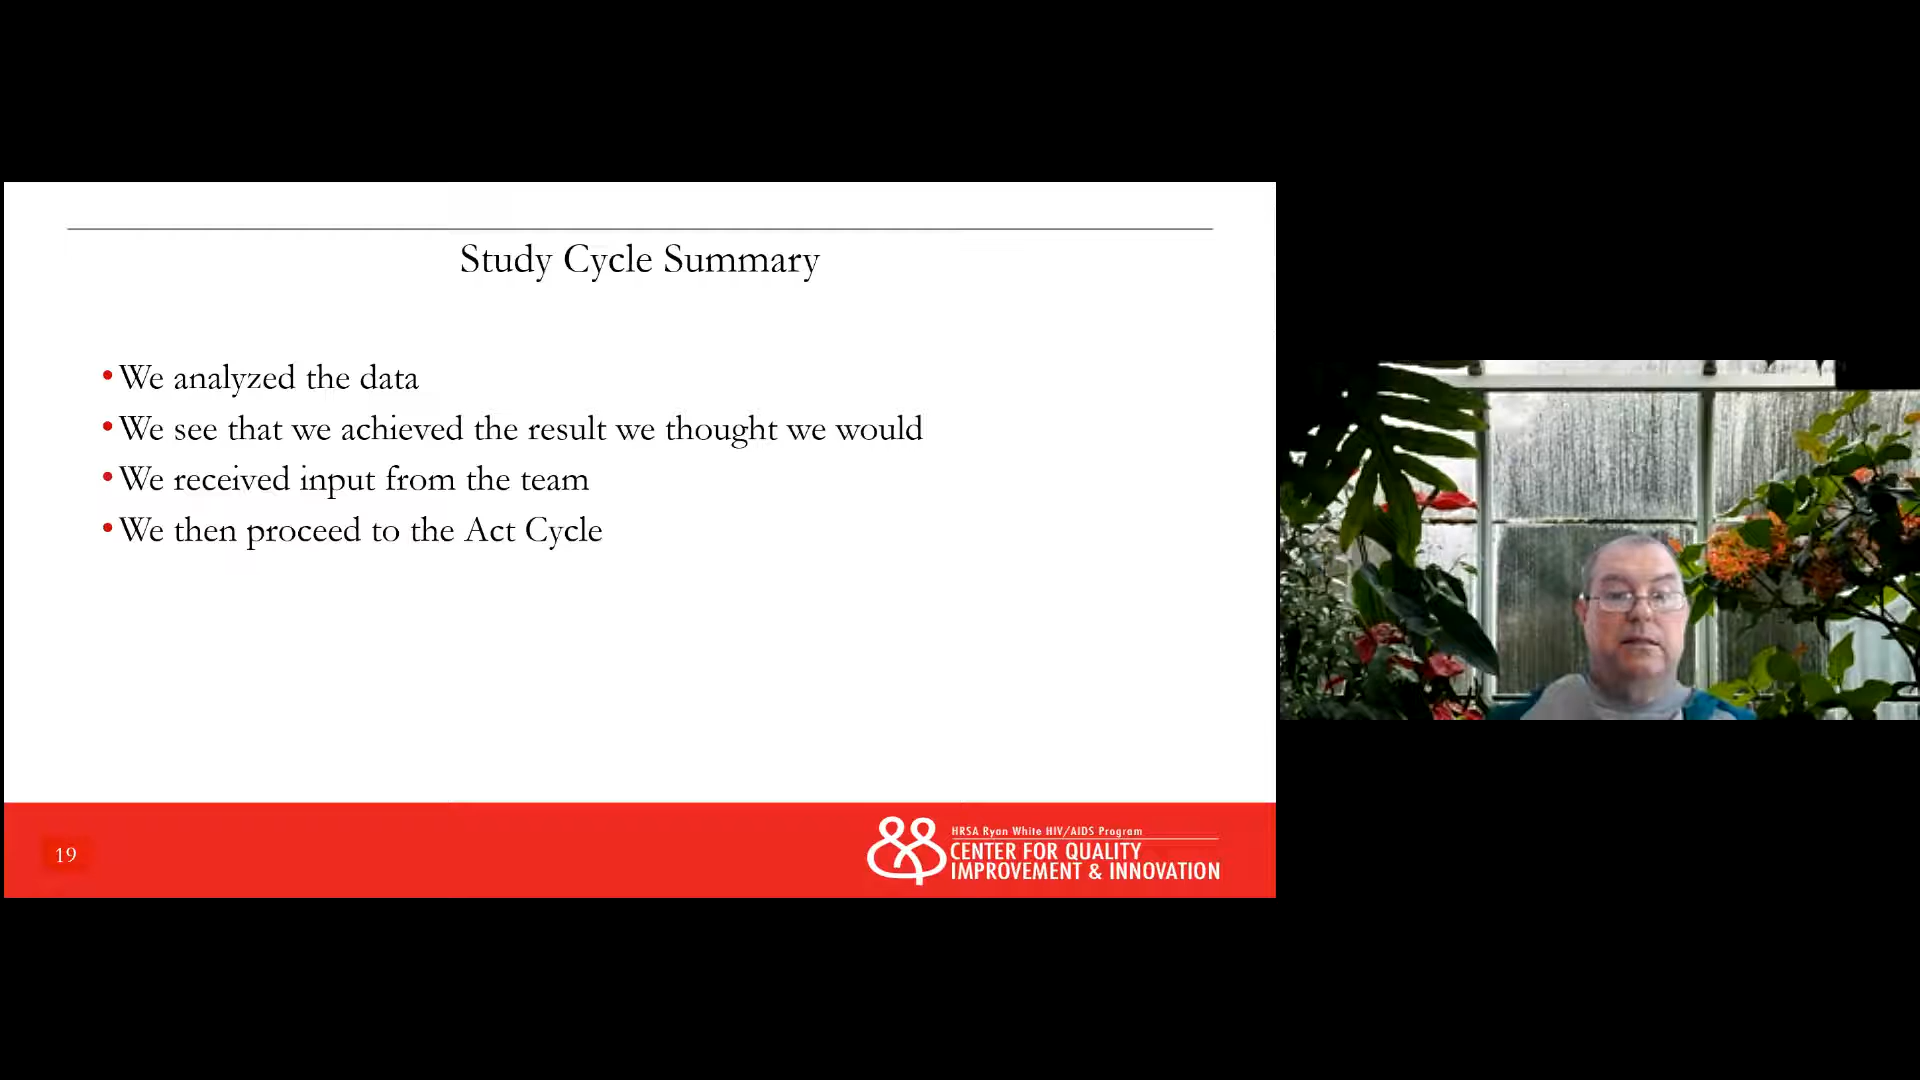 Study Cycle Summary
• We analyzed the data
• We see that we achieved the result we thought we would
• We received input from the team
• We then proceed to the Act Cycle
19
HRSA Ryan White HIV/AIDS Program
CENTER FOR QUALITY
IMPROVEMENT & INNOVATION